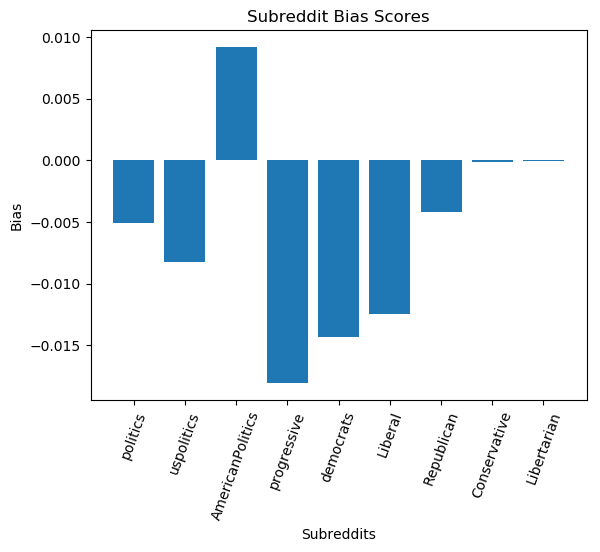 Subreddit Bias Scores
0.010
0.005
0.000
−0.005
−0.010
−0.015
Bias
politics
uspolitics
AmericanPolitics
progressive
democrats
Liberal
Republican
Conservative
Libertarian
Subreddits